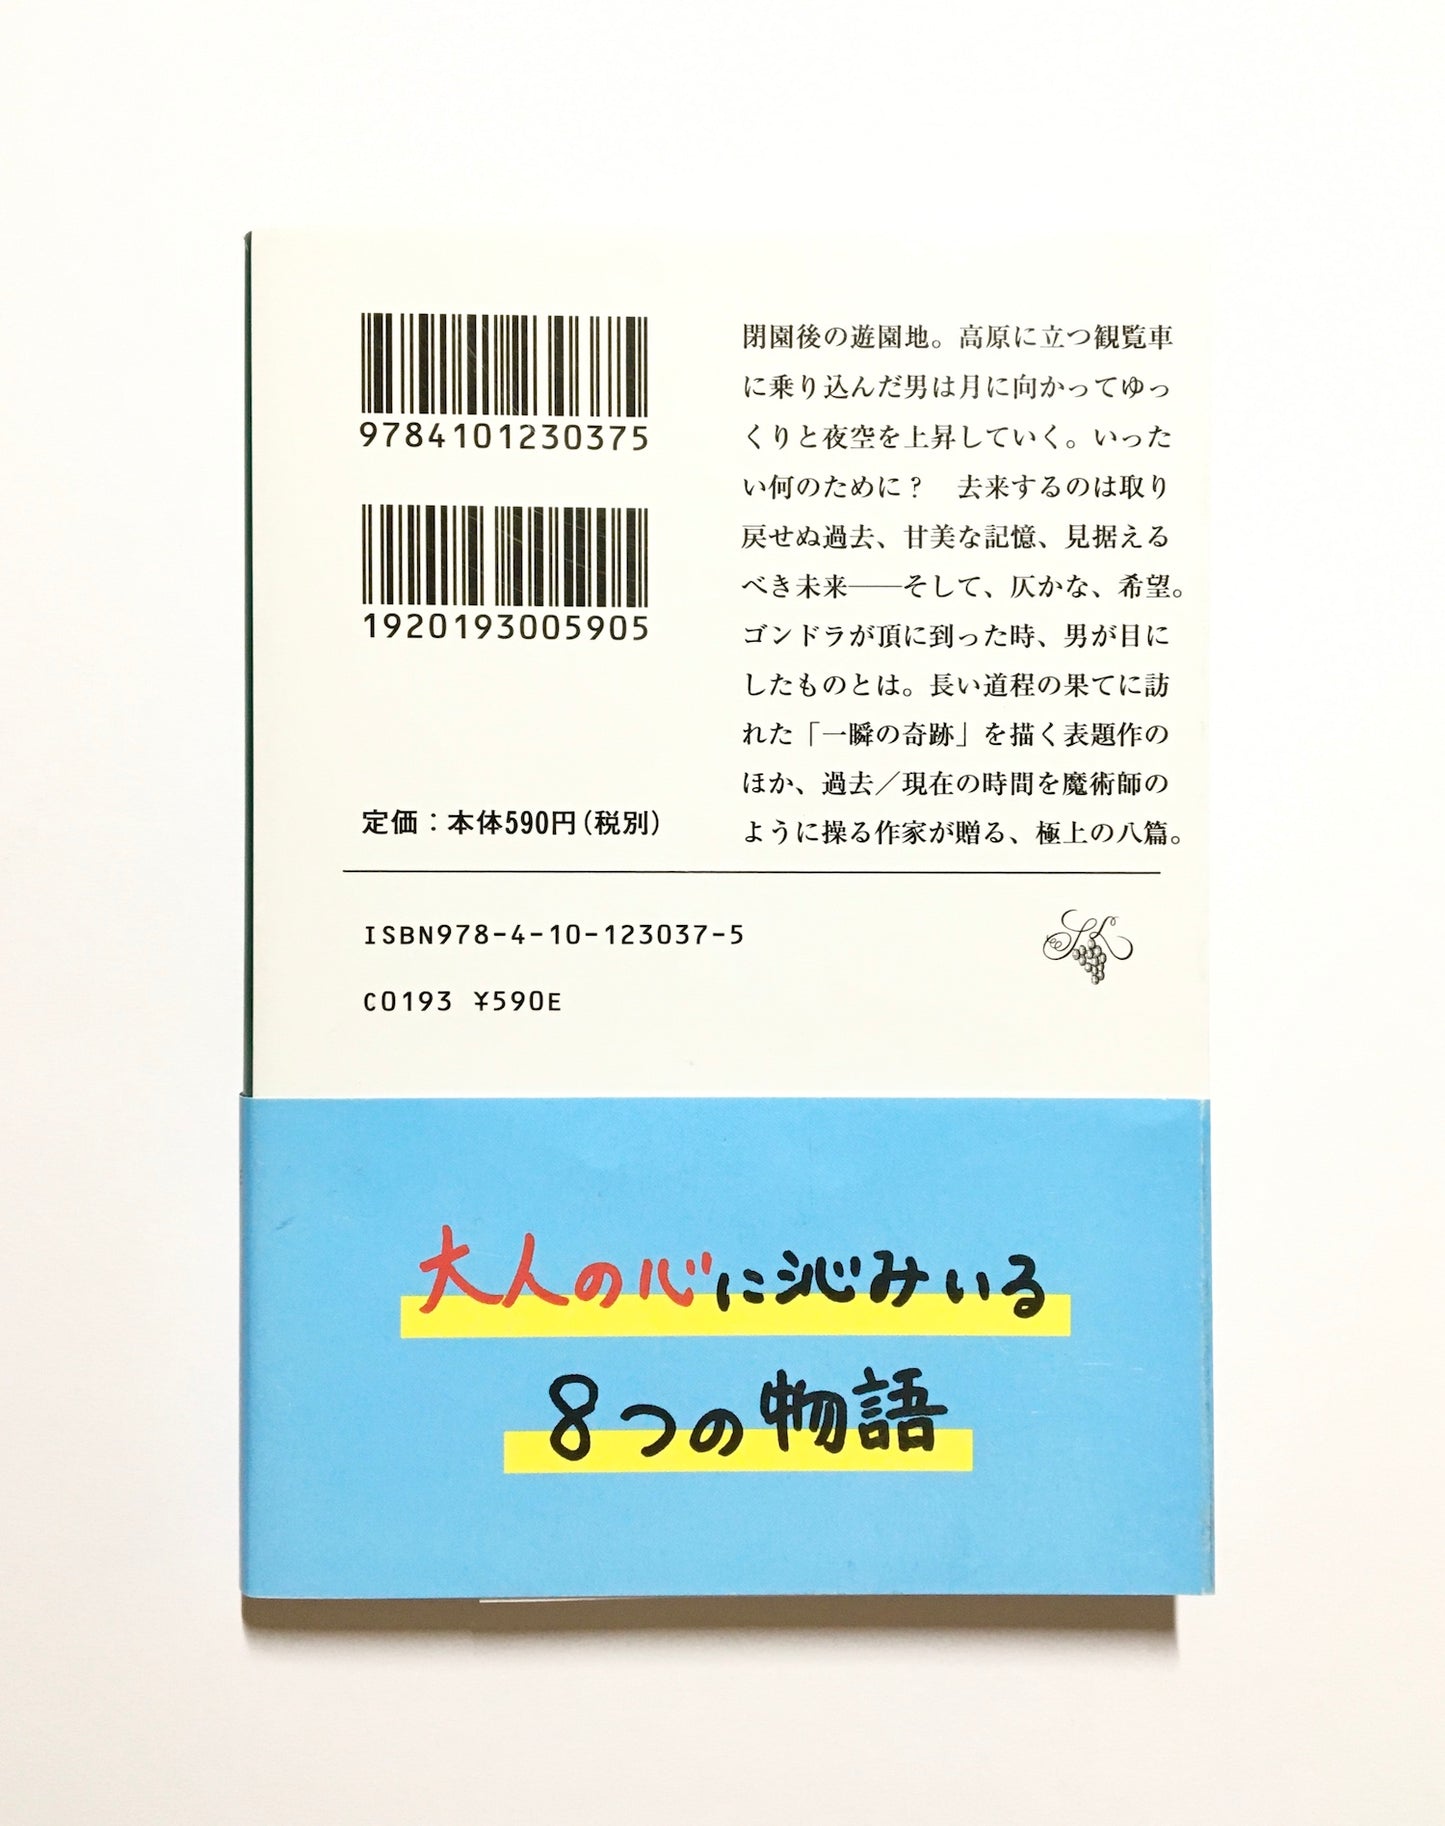 9784101230375
1920193005905
定価：本体590円（税別）
閉園後の遊園地。高原に立つ観覧車
に乗り込んだ男は月に向かってゆっ
くりと夜空を上昇していく。いった
い何のために？　去来するのは取り
戻せぬ過去、甘美な記憶、見据える
べき未来――そして、仄かな、希望。
ゴンドラが頂に到った時、男が目に
したものとは。長い道程の果てに訪
れた「一瞬の奇跡」を描く表題作の
ほか、過去／現在の時間を魔術師の
ように操る作家が贈る、極上の八篇。
ISBN978-4-10-123037-5
C0193 ¥590E
大人の心に沁みいる
8つの物語